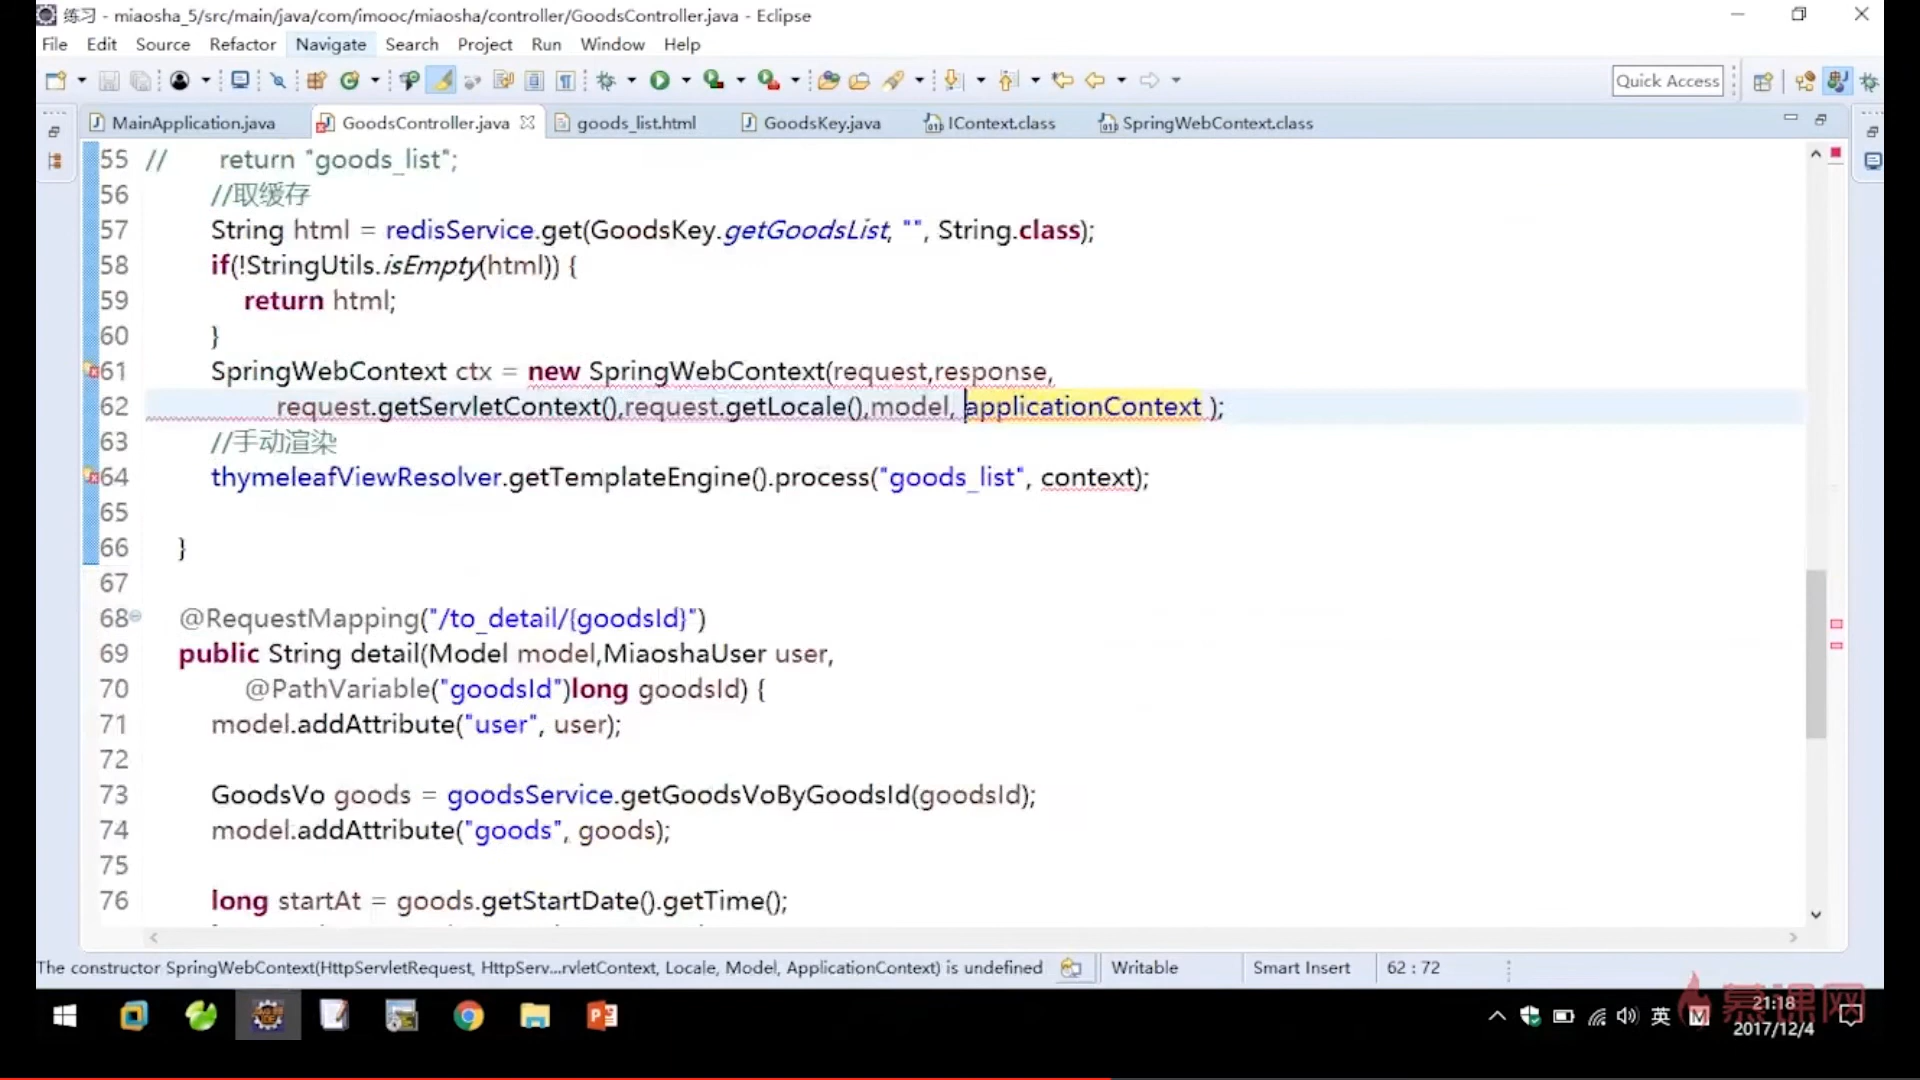 练习 - miaosha_5/src/main/java/com/imooc/miaosha/controller/GoodsController.java - Eclipse
File Edit Source Refactor Navigate Search Project Run Window Help
Quick Access
MainApplication.java GoodsController.java goods_list.html GoodsKey.java IContext.class SpringWebContext.class
55 // return "goods_list";
56 //取缓存
57 String html = redisService.get(GoodsKey.getGoodsList, "", String.class);
58 if(!StringUtils.isEmpty(html)) {
59 return html;
60 }
61 SpringWebContext ctx = new SpringWebContext(request,response,
62 request.getServletContext(),request.getLocale(),model, applicationContext );
63 //手动渲染
64 thymeleafViewResolver.getTemplateEngine().process("goods_list", context);
65
66 }
67
68 @RequestMapping("/to_detail/{goodsId}")
69 public String detail(Model model,MiaoshaUser user,
70 @PathVariable("goodsId")long goodsId) {
71 model.addAttribute("user", user);
72
73 GoodsVo goods = goodsService.getGoodsVoByGoodsId(goodsId);
74 model.addAttribute("goods", goods);
75
76 long startAt = goods.getStartDate().getTime();
The constructor SpringWebContext(HttpServletRequest, HttpServ...rvletContext, Locale, Model, ApplicationContext) is undefined Writable Smart Insert 62 : 72
英 M 21:18
2017/12/4
慕课网